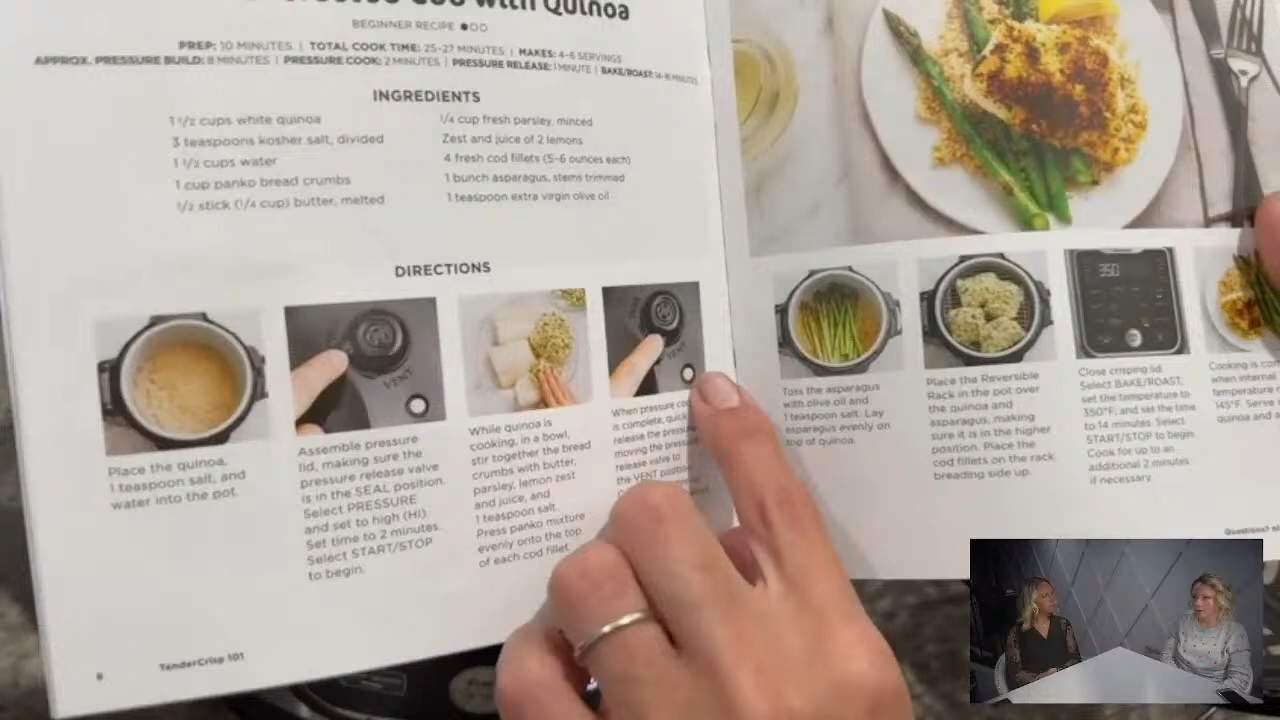 Cod with Quinoa
BEGINNER RECIPE ●○○
PREP: 10 MINUTES | TOTAL COOK TIME: 25-27 MINUTES | MAKES: 4-6 SERVINGS
APPROX. PRESSURE BUILD: 8 MINUTES | PRESSURE COOK: 2 MINUTES | PRESSURE RELEASE: 1 MINUTE | BAKE/ROAST: 14-16 MINUTES
INGREDIENTS
1 1/2 cups white quinoa
3 teaspoons kosher salt, divided
1 1/2 cups water
1 cup panko bread crumbs
1/2 stick (1/4 cup) butter, melted
1/4 cup fresh parsley, minced
Zest and juice of 2 lemons
4 fresh cod fillets (5-6 ounces each)
1 bunch asparagus, stems trimmed
1 teaspoon extra virgin olive oil
DIRECTIONS
VENT
VENT
350
Place the quinoa,
1 teaspoon salt, and
water into the pot.
Assemble pressure
lid, making sure the
pressure release valve
is in the SEAL position.
Select PRESSURE
and set to high (HI).
Set time to 2 minutes.
Select START/STOP
to begin.
While quinoa is
cooking, in a bowl,
stir together the bread
crumbs with butter,
parsley, lemon zest
and juice, and
1 teaspoon salt.
Press panko mixture
evenly onto the top
of each cod fillet.
When pressure
is complete,
release the pressure
moving the pressure
release valve to
the VENT position
Toss the asparagus
with olive oil and
1 teaspoon salt. Lay
asparagus evenly on
top of quinoa.
Place the Reversible
Rack in the pot over
the quinoa and
asparagus, making
sure it is in the higher
position. Place the
cod fillets on the rack,
breading side up.
Close crisping lid.
Select BAKE/ROAST,
set the temperature to
350°F, and set the time
to 14 minutes. Select
START/STOP to begin.
Cook for up to an
additional 2 minutes
if necessary.
Cooking is
when internal
temperature
145°F. Serve
quinoa and
8
TenderCrisp 101
Questions?